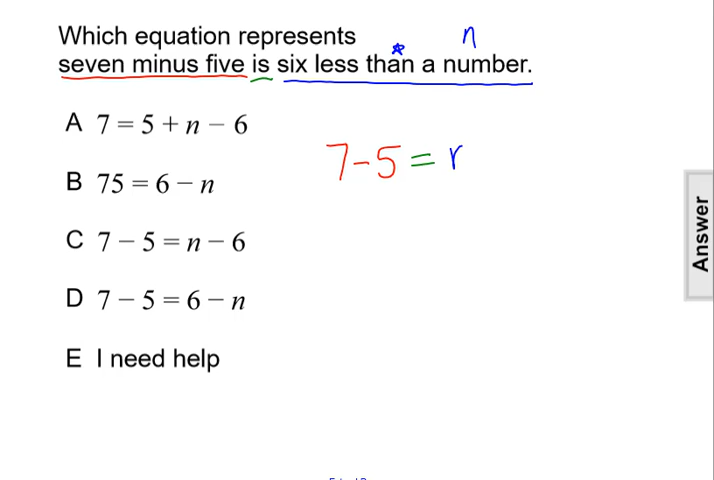 Which equation represents n
seven minus five is six less than a number.
A 7 = 5 + n − 6
7-5=r
B 75 = 6 − n
C 7 − 5 = n − 6
Answer
D 7 − 5 = 6 − n
E I need help